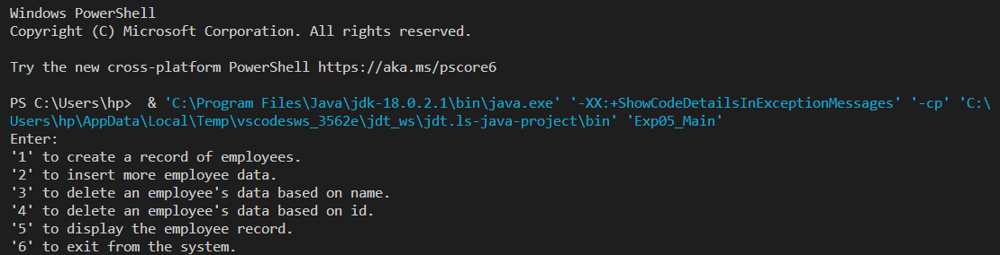 Windows PowerShell
Copyright (C) Microsoft Corporation. All rights reserved.
Try the new cross-platform PowerShell https://aka.ms/pscore6
PS C:\Users\hp>  & 'C:\Program Files\Java\jdk-18.0.2.1\bin\java.exe' '-XX:+ShowCodeDetailsInExceptionMessages' '-cp' 'C:\
Users\hp\AppData\Local\Temp\vscodesws_3562e\jdt_ws\jdt.ls-java-project\bin' 'Exp05_Main'
Enter:
'1' to create a record of employees.
'2' to insert more employee data.
'3' to delete an employee's data based on name.
'4' to delete an employee's data based on id.
'5' to display the employee record.
'6' to exit from the system.